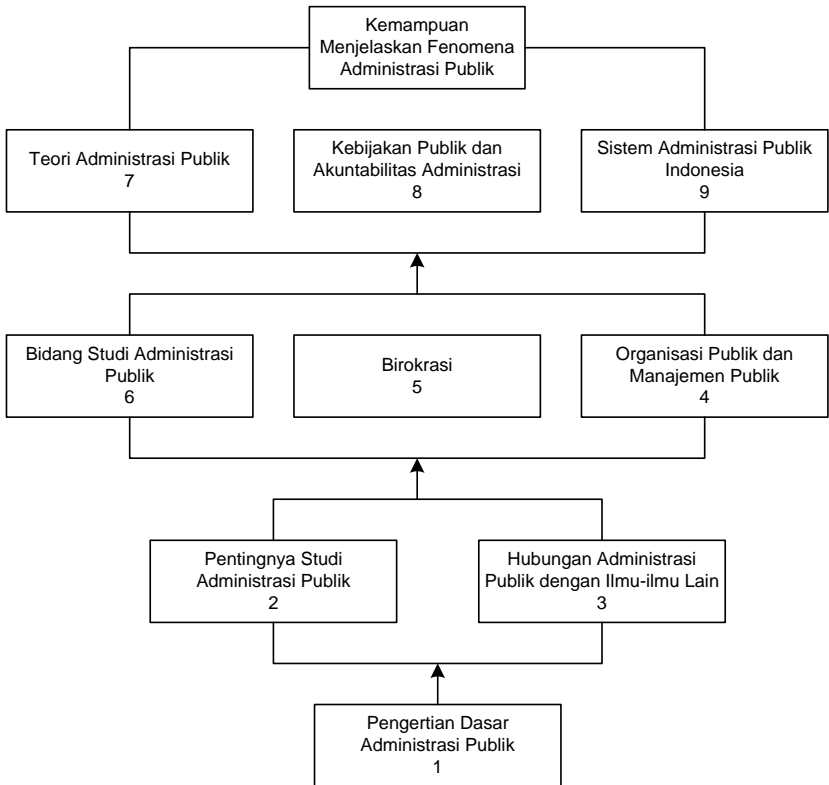 Kemampuan
Menjelaskan Fenomena
Administrasi Publik
Teori Administrasi Publik
7
Kebijakan Publik dan
Akuntabilitas Administrasi
8
Sistem Administrasi Publik
Indonesia
9
Bidang Studi Administrasi
Publik
6
Birokrasi
5
Organisasi Publik dan
Manajemen Publik
4
Pentingnya Studi
Administrasi Publik
2
Hubungan Administrasi
Publik dengan Ilmu-ilmu Lain
3
Pengertian Dasar
Administrasi Publik
1